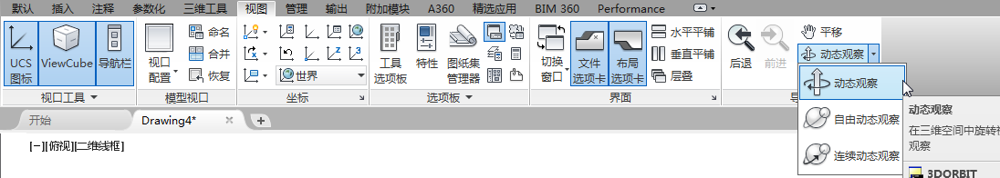 默认 插入 注释 参数化 三维工具 视图 管理 输出 附加模块 A360 精选应用 BIM 360 Performance
UCS 图标 ViewCube 导航栏
视口工具
视口 配置 命名 合并 恢复
模型视口
世界
坐标
工具 选项板 特性 图纸集 管理器
选项板
切换 窗口 文件 选项卡 布局 选项卡 水平平铺 垂直平铺 层叠
界面
后退 前进 平移 动态观察
动态观察
自由动态观察
连续动态观察
动态观察
在三维空间中旋转
观察
3DORBIT
开始 Drawing4*
[−][俯视][二维线框]